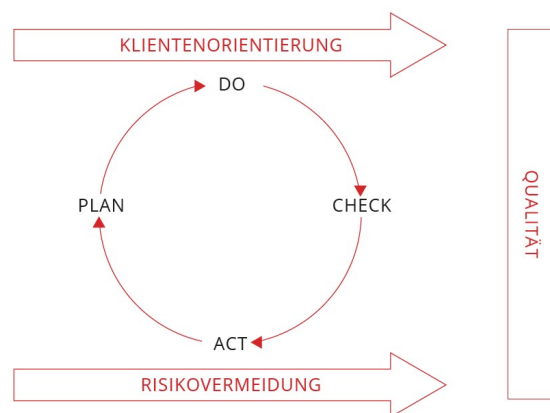 KLIENTENORIENTIERUNG
DO
PLAN
CHECK
ACT
RISIKOVERMEIDUNG
QUALITÄT